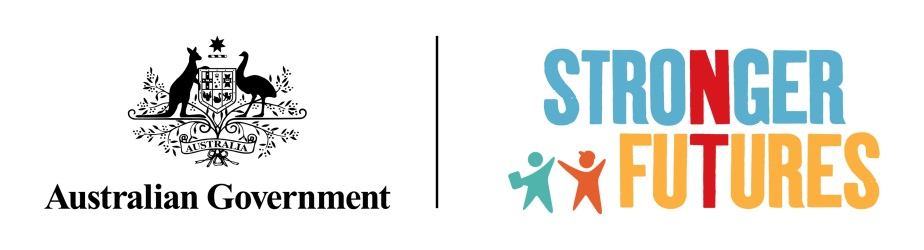 AUSTRALIA
Australian Government
STRONGER
FUTURES